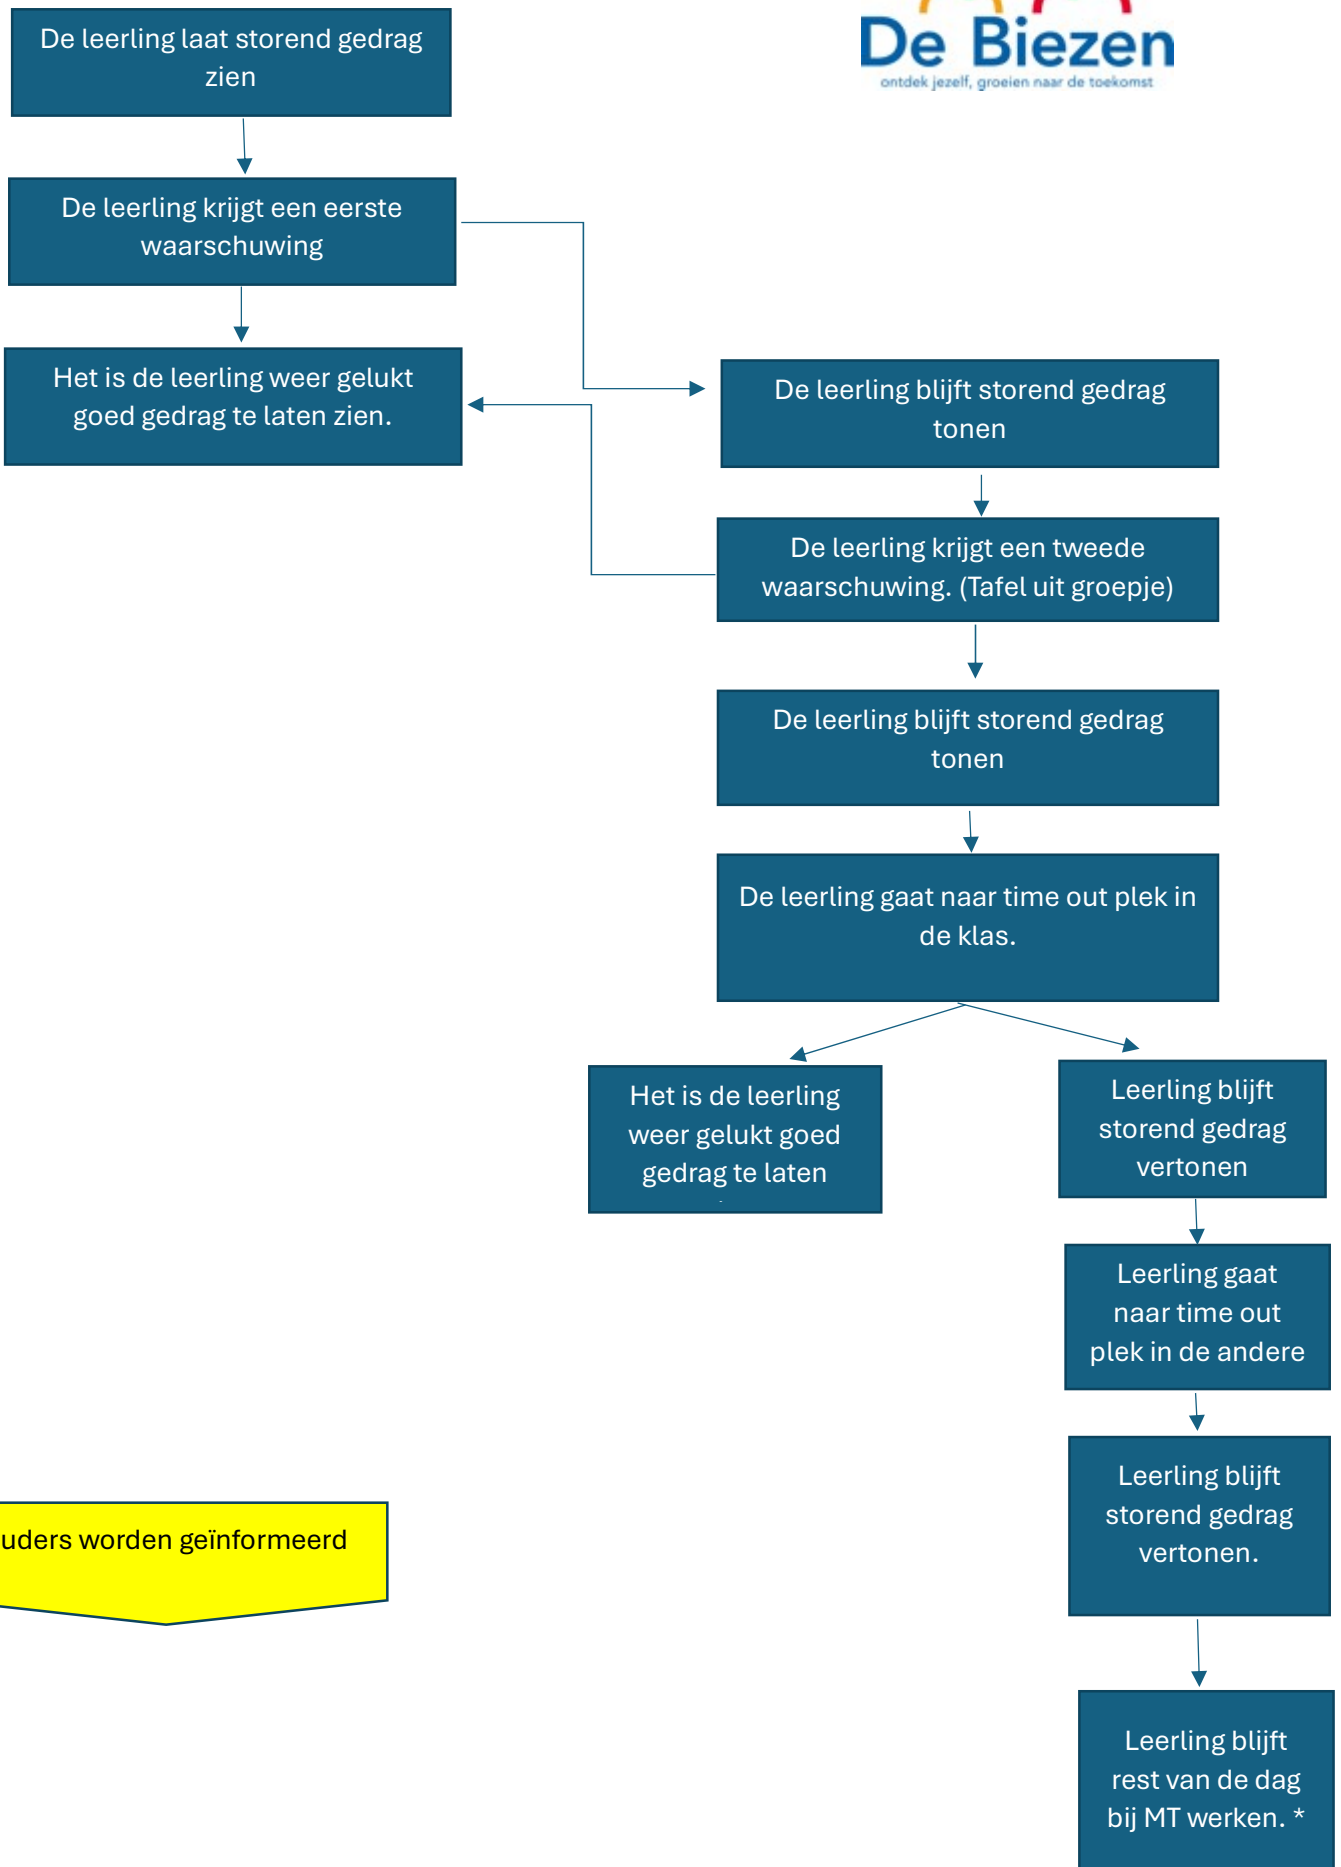 De Biezen
ontdek jezelf, groeien naar de toekomst
De leerling laat storend gedrag
zien
De leerling krijgt een eerste
waarschuwing
Het is de leerling weer gelukt
goed gedrag te laten zien.
De leerling blijft storend gedrag
tonen
De leerling krijgt een tweede
waarschuwing. (Tafel uit groepje)
De leerling blijft storend gedrag
tonen
De leerling gaat naar time out plek in
de klas.
Het is de leerling
weer gelukt goed
gedrag te laten
Leerling blijft
storend gedrag
vertonen
Leerling gaat
naar time out
plek in de andere
Leerling blijft
storend gedrag
vertonen.
uders worden geïnformeerd
Leerling blijft
rest van de dag
bij MT werken. *